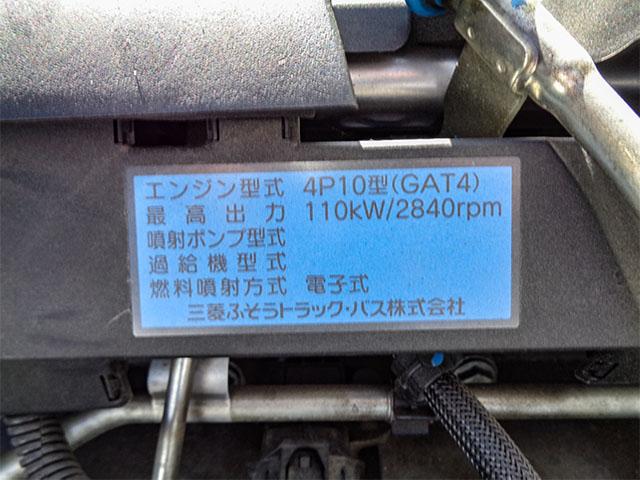 エンジン型式 4P10型(GAT4)
最高出力 110kW/2840rpm
噴射ポンプ型式
過給機型式
燃料噴射方式 電子式
三菱ふそうトラック・バス株式会社